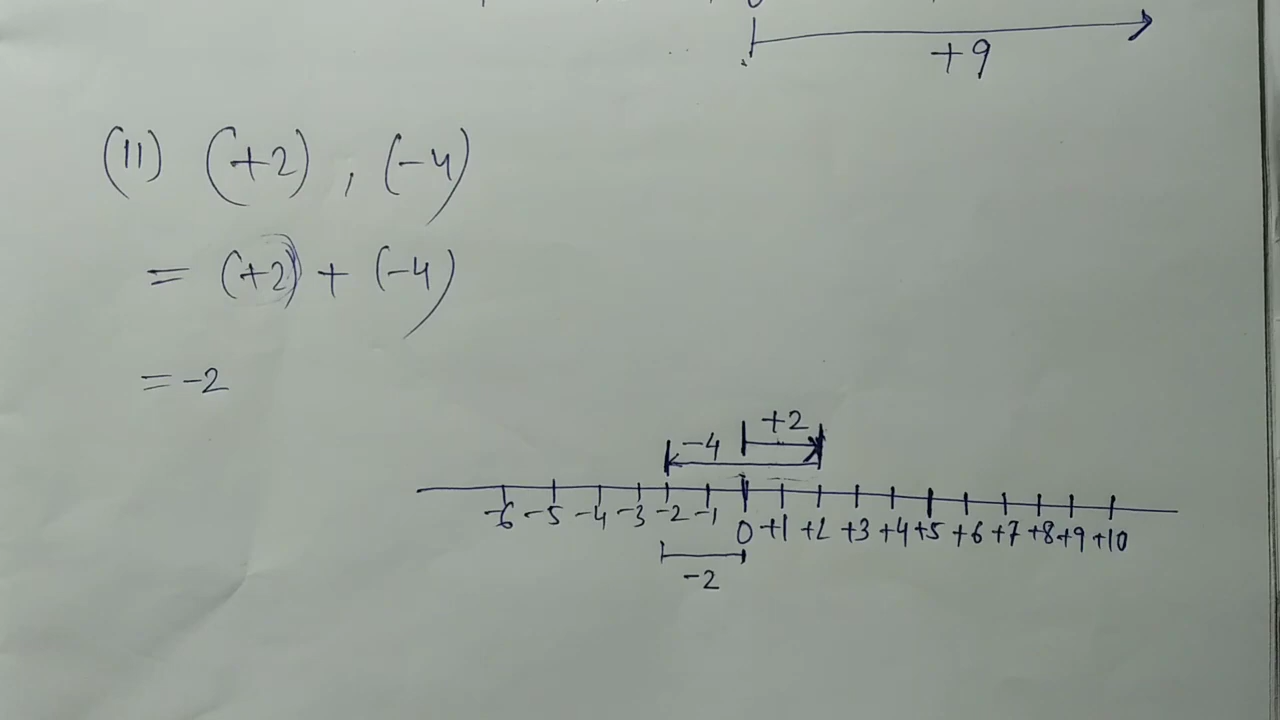 +9
(11) (+2) , (-4)
= (+2) + (-4)
= -2
+2
-4
-6 -5 -4 -3 -2 -1 0 +1 +2 +3 +4 +5 +6 +7 +8 +9 +10
-2